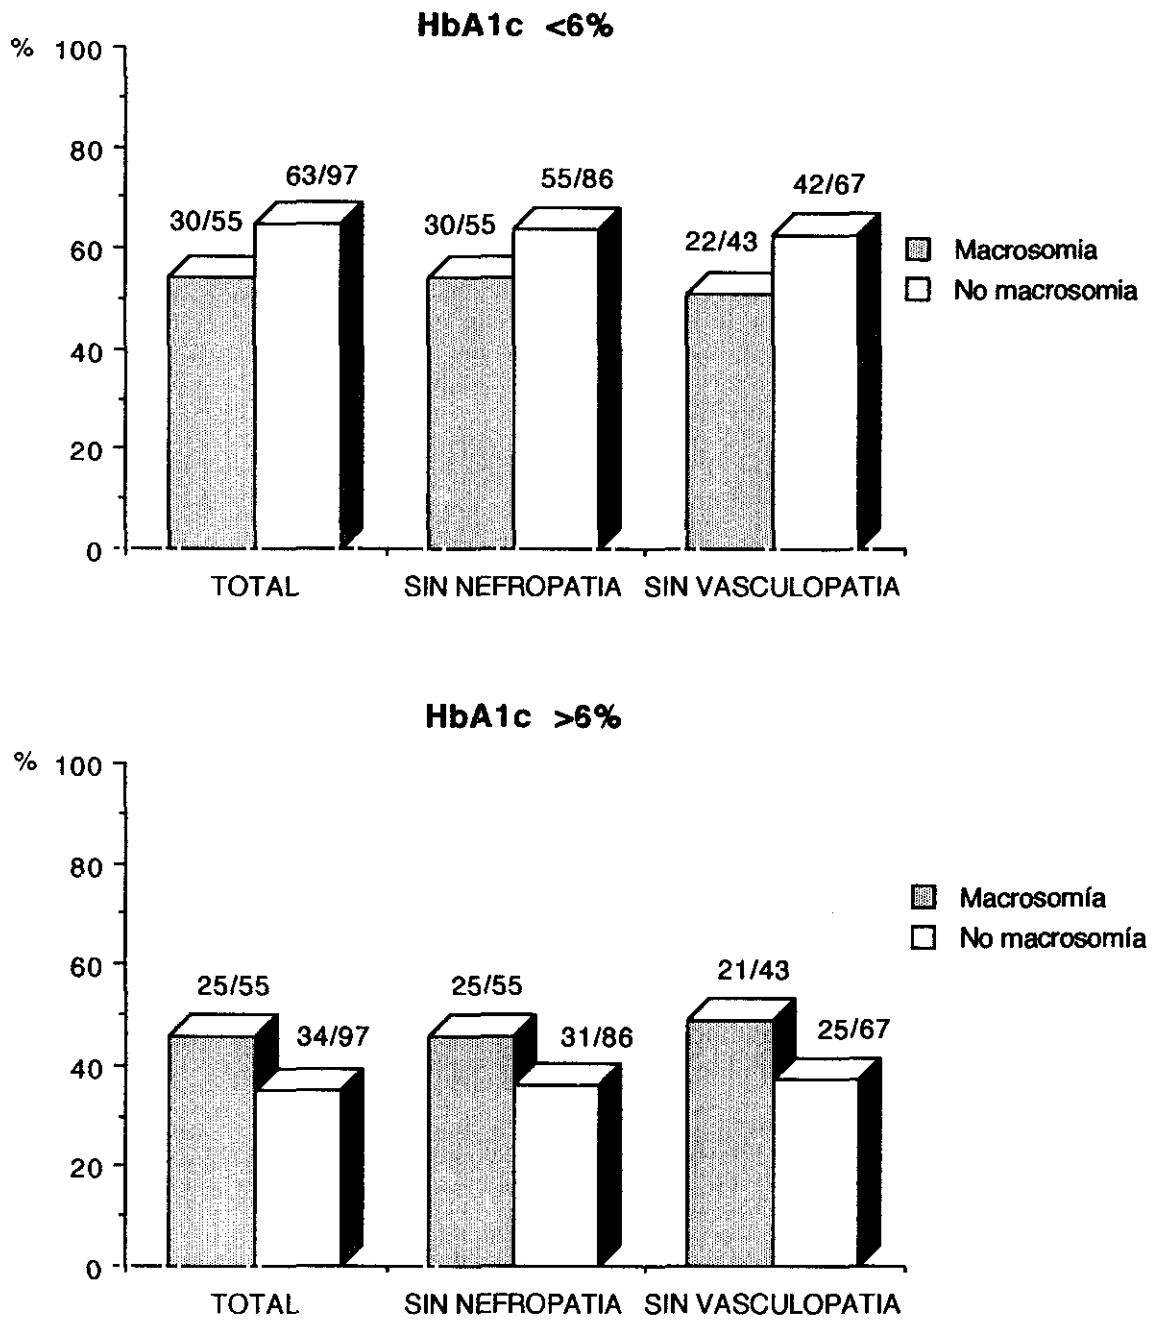 HbA1c <6%
% 100
80
60
40
20
0
30/55
63/97
30/55
55/86
22/43
42/67
Macrosomia
No macrosomia
TOTAL
SIN NEFROPATIA
SIN VASCULOPATIA
HbA1c >6%
% 100
80
60
40
20
0
25/55
34/97
25/55
31/86
21/43
25/67
Macrosomía
No macrosomía
TOTAL
SIN NEFROPATIA
SIN VASCULOPATIA